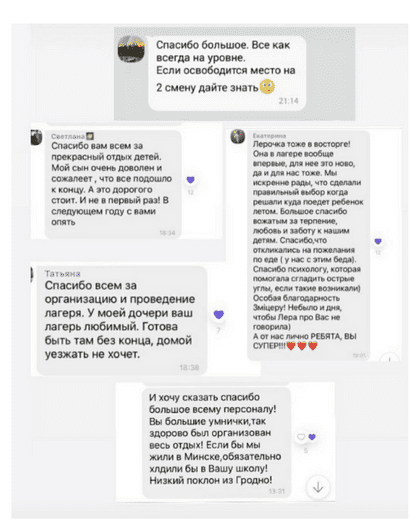 Спасибо большое. Все как
всегда на уровне.
Если освободится место на
2 смену дайте знать🥹
21:14
Светлана
Спасибо вам всем за
прекрасный отдых детей.
Мой сын очень доволен и
сожалеет , что все подошло
к концу. А это дорогого
стоит. И не в первый раз! В
следующем году с вами
опять
18:34
12
Екатерина
Лерочка тоже в восторге!
Она в лагере вообще
впервые, для нее это ново,
да и для нас тоже. Мы
искренне рады, что сделали
правильный выбор когда
решали куда поедет ребенок
летом. Большое спасибо
вожатым за терпение,
любовь и заботу к нашим
детям. Спасибо,что
откликались на пожелания
по еде ( у нас с этим беда).
Спасибо психологу, которая
помогала сгладить острые
углы, если такие возникали)
Особая благодарность
Зміцеру! Небыло и дня,
чтобы Лера про Вас не
говорила)
А от нас лично РЕБЯТА, ВЫ
СУПЕР!!!❤️❤️❤️
Татьяна
Спасибо всем за
организацию и проведение
лагеря. У моей дочери ваш
лагерь любимый. Готова
быть там без конца, домой
уезжать не хочет.
18:38
7
И хочу сказать спасибо
большое всему персоналу!
Вы большие умнички,так
здорово был организован
весь отдых! Если бы мы
жили в Минске,обязательно
хлдили бы в Вашу школу!
Низкий поклон из Гродно!
13:31